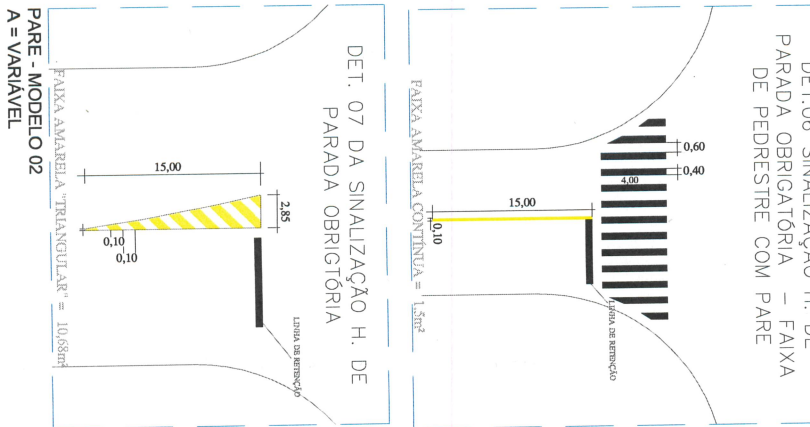 PARADA OBRIGATÓRIA - FAIXA
DE PEDRESTRE COM PARE
0,60
0,40
4,00
15,00
0,10
LINHA DE RETENÇÃO
FAIXA AMARELA CONTÍNUA = 1,5m²
DET. 07 DA SINALIZAÇÃO H. DE
PARADA OBRIGTÓRIA
15,00
2,85
0,10
0,10
LINHA DE RETENÇÃO
FAIXA AMARELA "TRIANGULAR" = 10,68m²
PARE - MODELO 02
A = VARIÁVEL